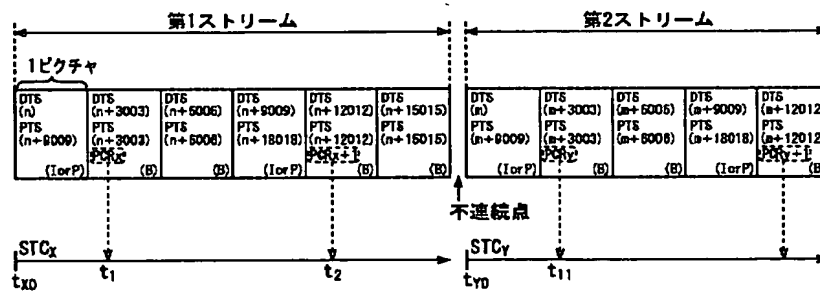 第1ストリーム 第2ストリーム
1ピクチャ
DTS DTS DTS DTS DTS DTS DTS DTS DTS DTS DTS
(n) (n+3003) (n+6006) (n+9009) (n+12012) (n+15015) (m) (m+3003) (m+6006) (m+9009) (m+12012)
PTS PTS PTS PTS PTS PTS PTS PTS PTS PTS PTS
(n+9009) (n+3003) (n+6006) (n+18018) (n+12012) (n+15015) (m+9009) (m+3003) (m+6006) (m+18018) (m+12012)
PCRx PCRx+1 PCRy PCRy+1
(IorP) (B) (B) (IorP) (B) (B) (IorP) (B) (B) (IorP) (B)
不連続点
STCX STCY
tX0 t1 t2 tY0 t11